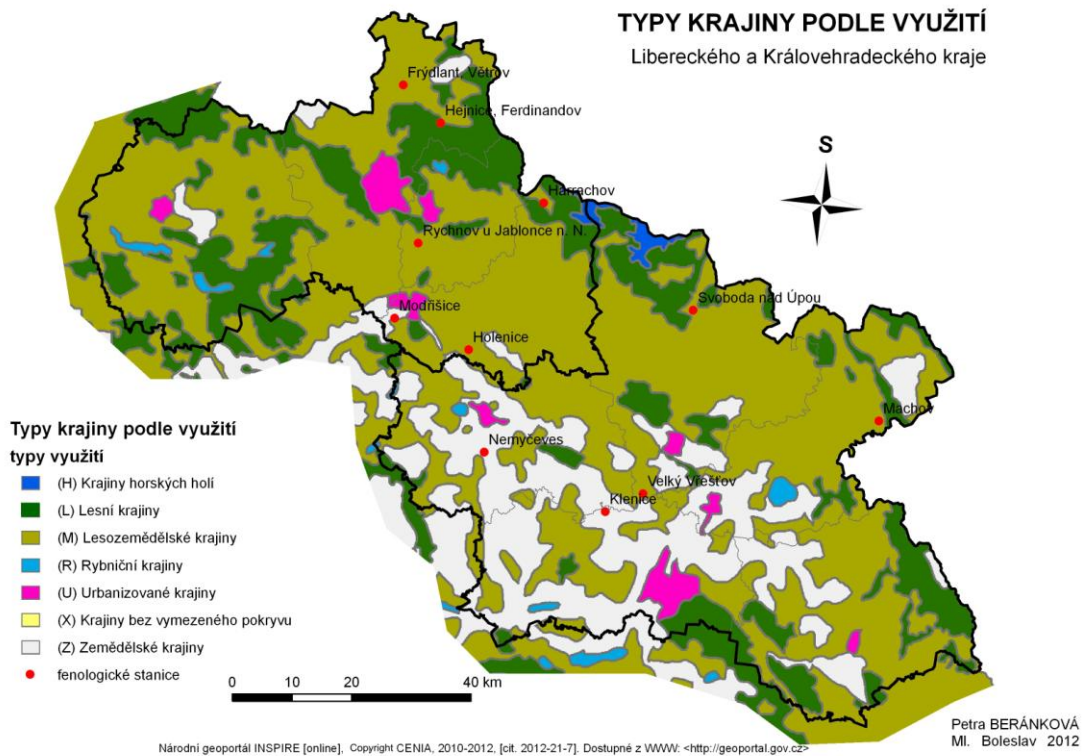 TYPY KRAJINY PODLE VYUŽITÍ
Libereckého a Královehradeckého kraje
S
Frýdlant, Větrov
Hejnice, Ferdinandov
Harrachov
Rychnov u Jablonce n. N.
Svoboda nad Úpou
Modřišice
Holenice
Machov
Nemyčeves
Velký Vřešťov
Klenice
Typy krajiny podle využití
typy využití
(H) Krajiny horských holí
(L) Lesní krajiny
(M) Lesozemědělské krajiny
(R) Rybniční krajiny
(U) Urbanizované krajiny
(X) Krajiny bez vymezeného pokryvu
(Z) Zemědělské krajiny
fenologické stanice
0 10 20 40 km
Petra BERÁNKOVÁ
Ml. Boleslav 2012
Národní geoportál INSPIRE [online], Copyright CENIA, 2010-2012, [cit. 2012-21-7]. Dostupné z WWW: <http://geoportal.gov.cz>